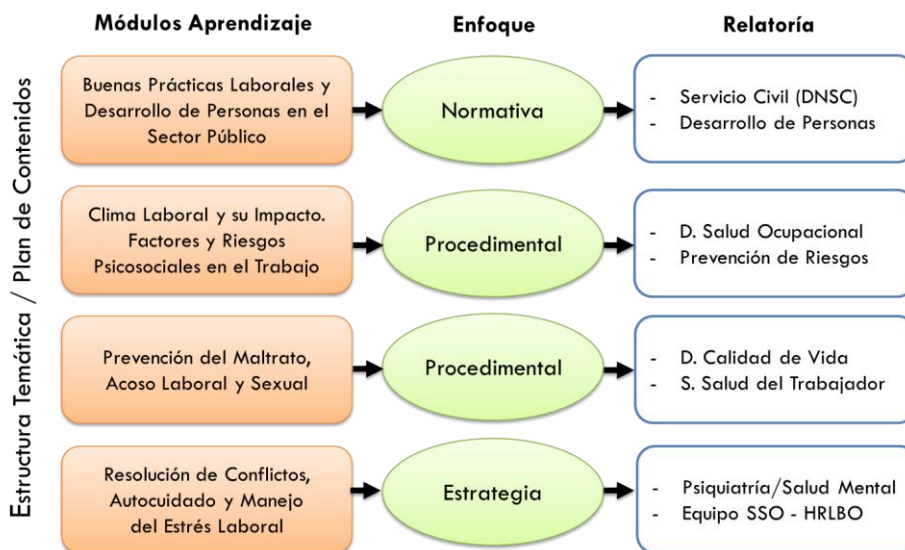 Módulos Aprendizaje
Enfoque
Relatoría
Estructura Temática / Plan de Contenidos
Buenas Prácticas Laborales y
Desarrollo de Personas en el
Sector Público
Normativa
- Servicio Civil (DNSC)
- Desarrollo de Personas
Clima Laboral y su Impacto.
Factores y Riesgos
Psicosociales en el Trabajo
Procedimental
- D. Salud Ocupacional
- Prevención de Riesgos
Prevención del Maltrato,
Acoso Laboral y Sexual
Procedimental
- D. Calidad de Vida
- S. Salud del Trabajador
Resolución de Conflictos,
Autocuidado y Manejo
del Estrés Laboral
Estrategia
- Psiquiatría/Salud Mental
- Equipo SSO - HRLBO